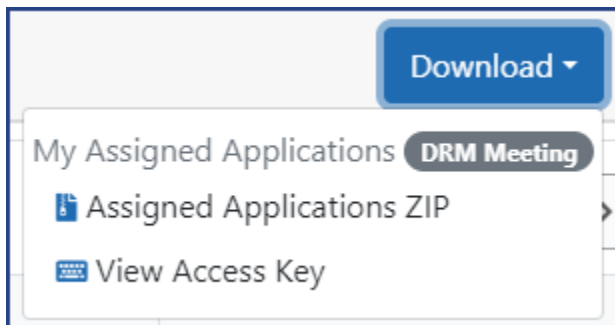 Download
My Assigned Applications DRM Meeting
Assigned Applications ZIP
View Access Key